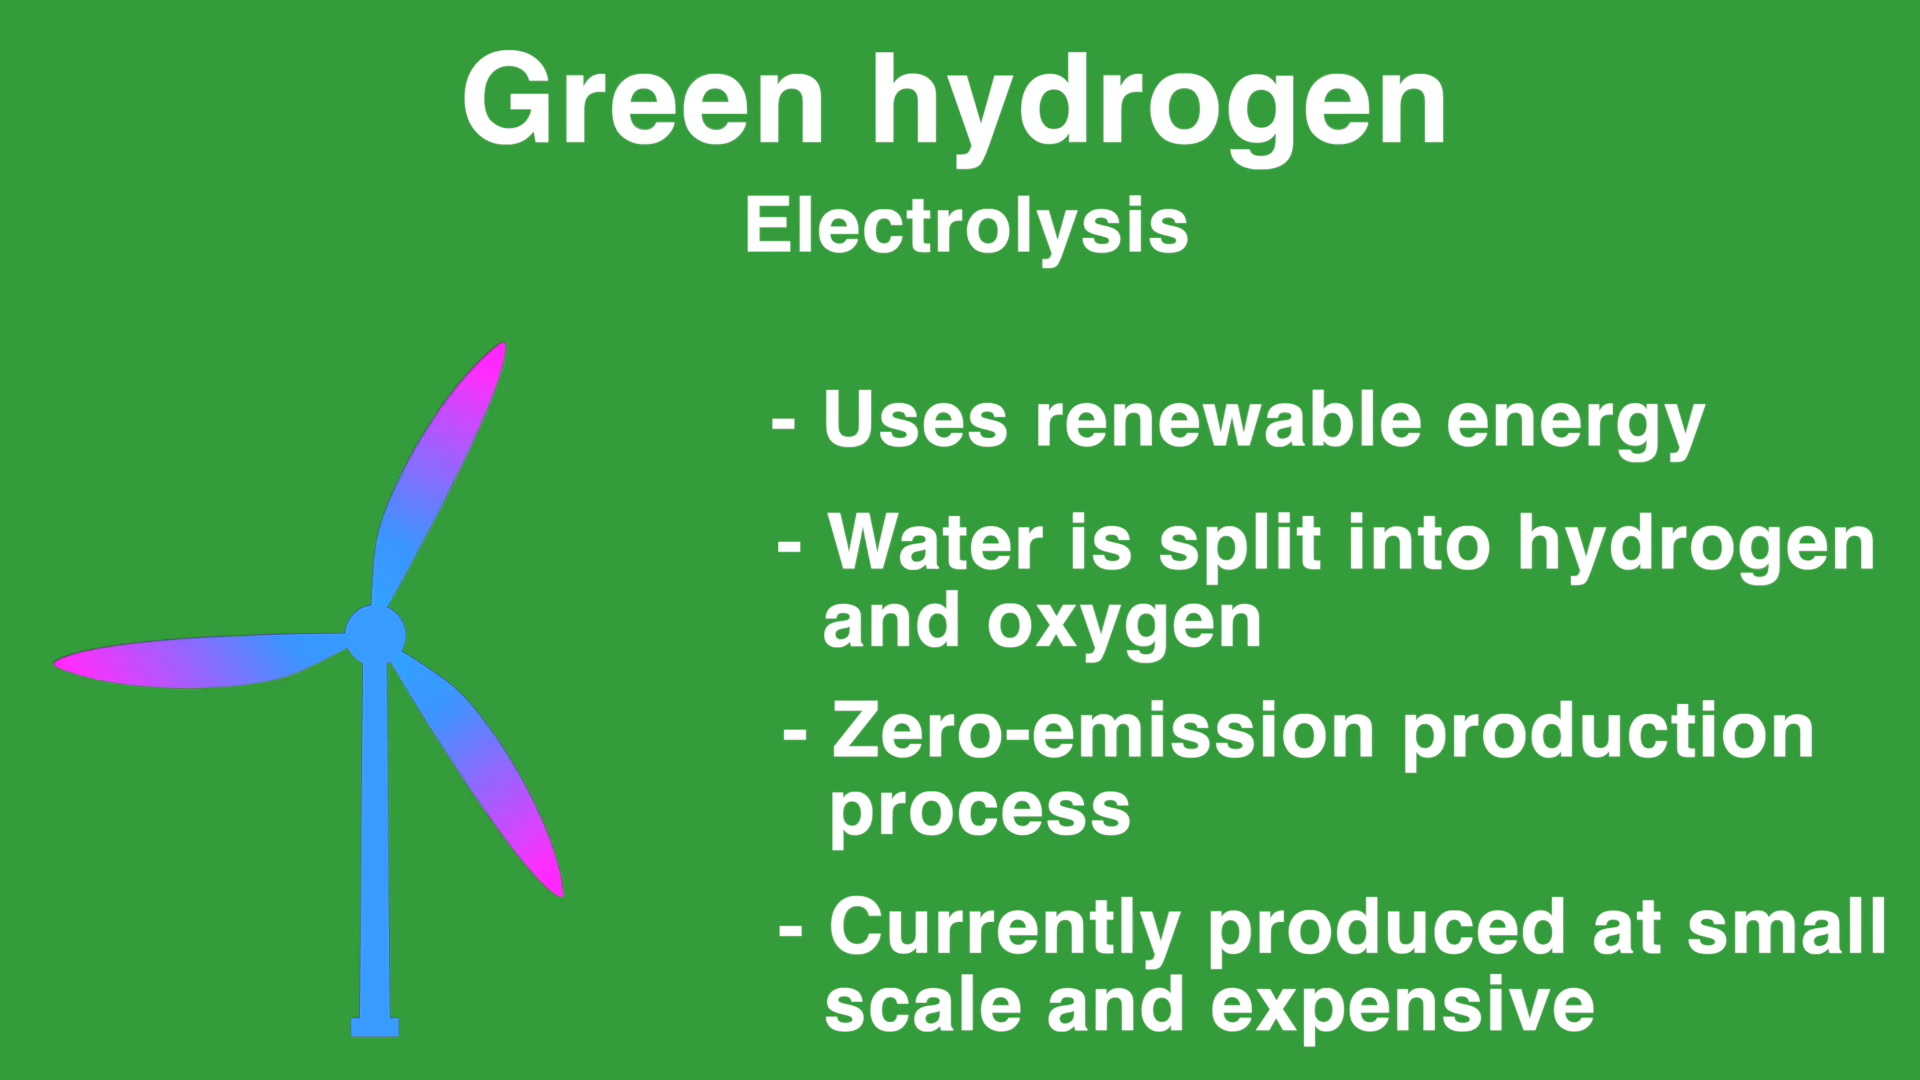 Green hydrogen
Electrolysis
- Uses renewable energy
- Water is split into hydrogen
and oxygen
- Zero-emission production
process
- Currently produced at small
scale and expensive